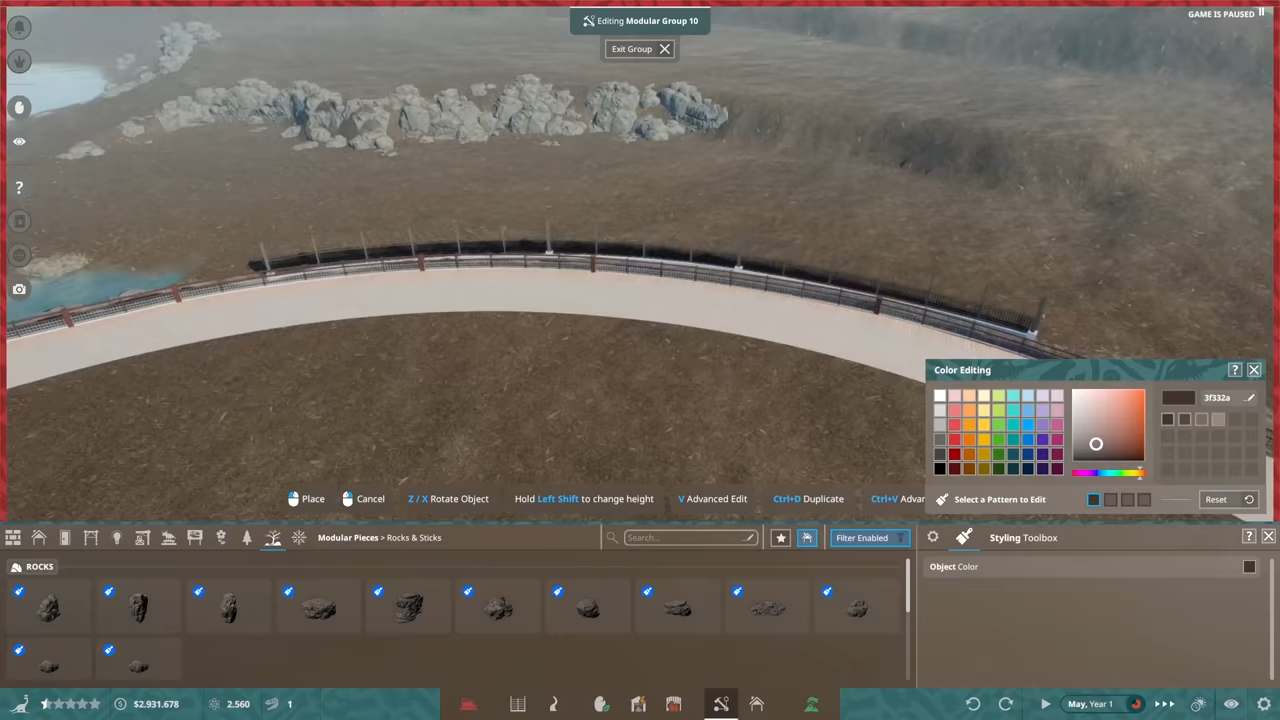 Editing Modular Group 10
Exit Group
GAME IS PAUSED
?
Color Editing
?
3f332a
Place
Cancel
Z / X Rotate Object
Hold Left Shift to change height
V Advanced Edit
Ctrl+D Duplicate
Ctrl+V Advan
Select a Pattern to Edit
Reset
Modular Pieces > Rocks & Sticks
Search...
Filter Enabled
Styling Toolbox
?
ROCKS
Object Color
$2.931.678
2.560
1
May, Year 1